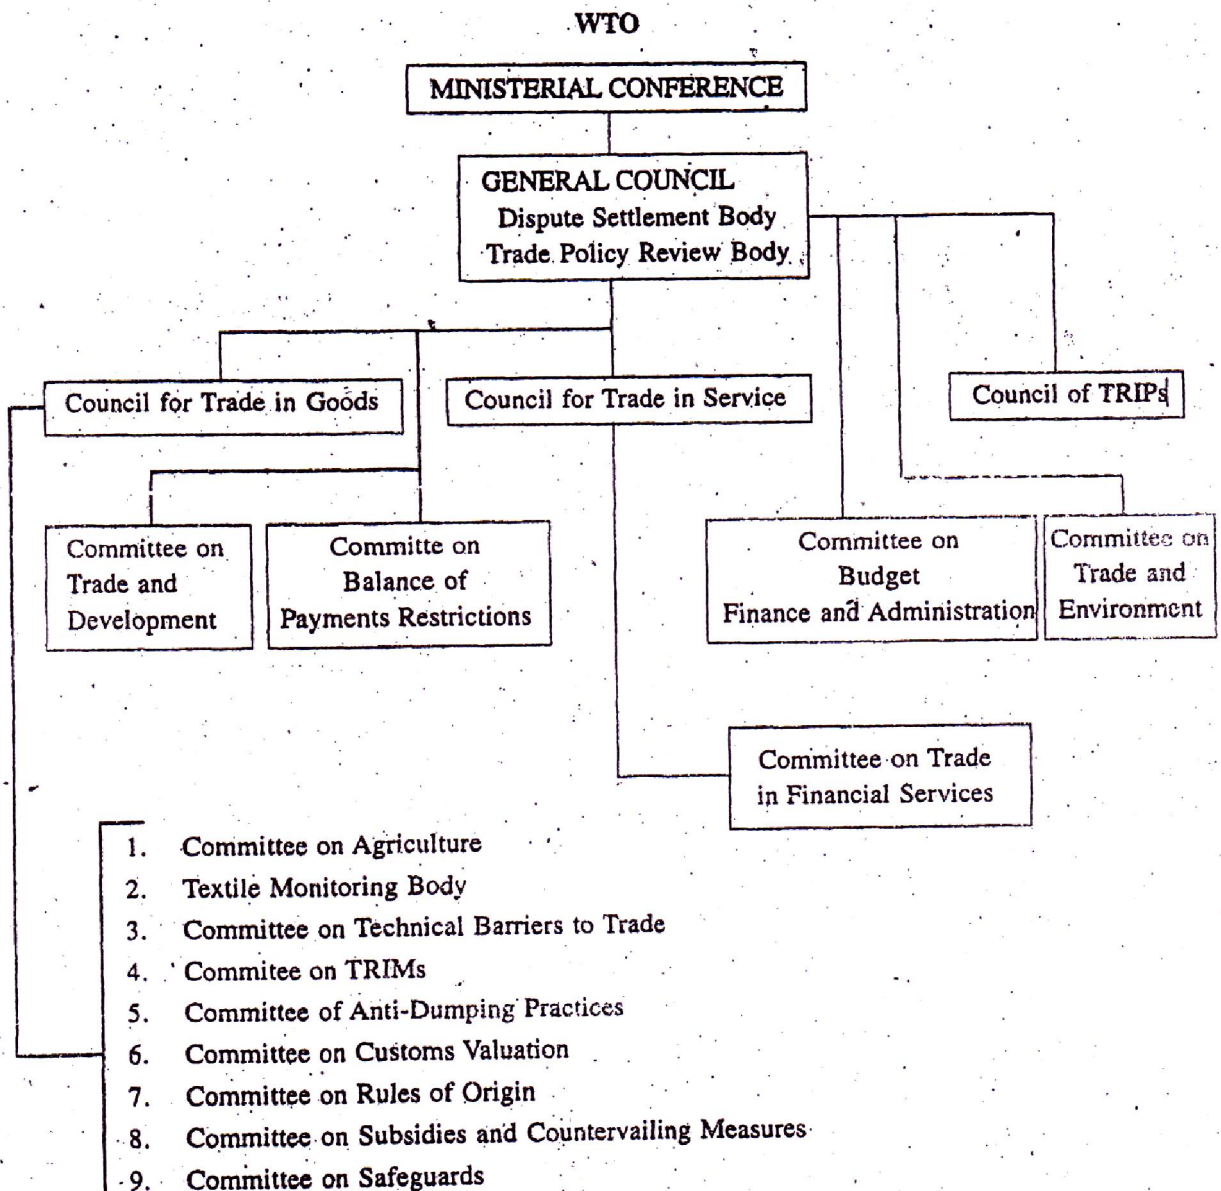 WTO
MINISTERIAL CONFERENCE
GENERAL COUNCIL
Dispute Settlement Body
Trade Policy Review Body
Council for Trade in Goods
Council for Trade in Service
Council of TRIPs
Committee on
Trade and
Development
Committe on
Balance of
Payments Restrictions
Committee on
Budget
Finance and Administration
Committee on
Trade and
Environment
Committee on Trade
in Financial Services
1. Committee on Agriculture
2. Textile Monitoring Body
3. Committee on Technical Barriers to Trade
4. Commitee on TRIMs
5. Committee of Anti-Dumping Practices
6. Committee on Customs Valuation
7. Committee on Rules of Origin
8. Committee on Subsidies and Countervailing Measures
9. Committee on Safeguards